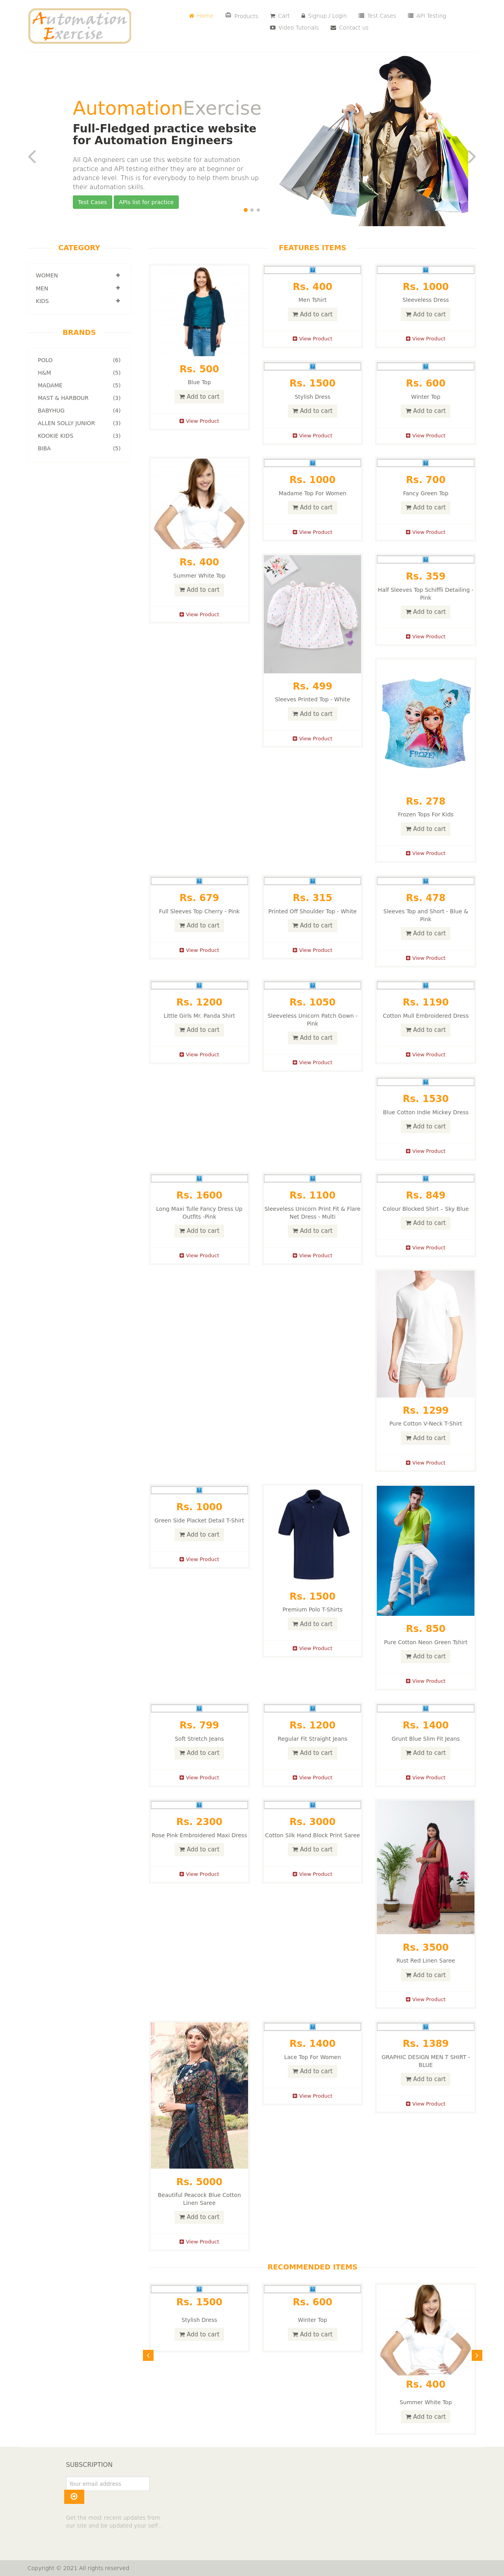 Automation
Exercise
Home
Products
Cart
Signup / Login
Test Cases
API Testing
Video Tutorials
Contact us
AutomationExercise
Full-Fledged practice website
for Automation Engineers
All QA engineers can use this website for automation
practice and API testing either they are at beginner or
advance level. This is for everybody to help them brush up
their automation skills.
Test Cases
APIs list for practice
CATEGORY
WOMEN
MEN
KIDS
BRANDS
POLO (6)
H&M (5)
MADAME (5)
MAST & HARBOUR (3)
BABYHUG (4)
ALLEN SOLLY JUNIOR (3)
KOOKIE KIDS (3)
BIBA (5)
FEATURES ITEMS
Rs. 500
Blue Top
Add to cart
View Product
Rs. 400
Men Tshirt
Add to cart
View Product
Rs. 1000
Sleeveless Dress
Add to cart
View Product
Rs. 1500
Stylish Dress
Add to cart
View Product
Rs. 600
Winter Top
Add to cart
View Product
Rs. 400
Summer White Top
Add to cart
View Product
Rs. 1000
Madame Top For Women
Add to cart
View Product
Rs. 700
Fancy Green Top
Add to cart
View Product
Rs. 499
Sleeves Printed Top - White
Add to cart
View Product
Rs. 359
Half Sleeves Top Schiffli Detailing -
Pink
Add to cart
View Product
FROZEN
Rs. 278
Frozen Tops For Kids
Add to cart
View Product
Rs. 679
Full Sleeves Top Cherry - Pink
Add to cart
View Product
Rs. 315
Printed Off Shoulder Top - White
Add to cart
View Product
Rs. 478
Sleeves Top and Short - Blue &
Pink
Add to cart
View Product
Rs. 1200
Little Girls Mr. Panda Shirt
Add to cart
View Product
Rs. 1050
Sleeveless Unicorn Patch Gown -
Pink
Add to cart
View Product
Rs. 1190
Cotton Mull Embroidered Dress
Add to cart
View Product
Rs. 1530
Blue Cotton Indie Mickey Dress
Add to cart
View Product
Rs. 1600
Long Maxi Tulle Fancy Dress Up
Outfits -Pink
Add to cart
View Product
Rs. 1100
Sleeveless Unicorn Print Fit & Flare
Net Dress - Multi
Add to cart
View Product
Rs. 849
Colour Blocked Shirt – Sky Blue
Add to cart
View Product
Rs. 1299
Pure Cotton V-Neck T-Shirt
Add to cart
View Product
Rs. 1000
Green Side Placket Detail T-Shirt
Add to cart
View Product
Rs. 1500
Premium Polo T-Shirts
Add to cart
View Product
Rs. 850
Pure Cotton Neon Green Tshirt
Add to cart
View Product
Rs. 799
Soft Stretch Jeans
Add to cart
View Product
Rs. 1200
Regular Fit Straight Jeans
Add to cart
View Product
Rs. 1400
Grunt Blue Slim Fit Jeans
Add to cart
View Product
Rs. 2300
Rose Pink Embroidered Maxi Dress
Add to cart
View Product
Rs. 3000
Cotton Silk Hand Block Print Saree
Add to cart
View Product
Rs. 3500
Rust Red Linen Saree
Add to cart
View Product
Rs. 5000
Beautiful Peacock Blue Cotton
Linen Saree
Add to cart
View Product
Rs. 1400
Lace Top For Women
Add to cart
View Product
Rs. 1389
GRAPHIC DESIGN MEN T SHIRT -
BLUE
Add to cart
View Product
RECOMMENDED ITEMS
Rs. 1500
Stylish Dress
Add to cart
Rs. 600
Winter Top
Add to cart
Rs. 400
Summer White Top
Add to cart
SUBSCRIPTION
Your email address
Get the most recent updates from
our site and be updated your self.
Copyright © 2021 All rights reserved